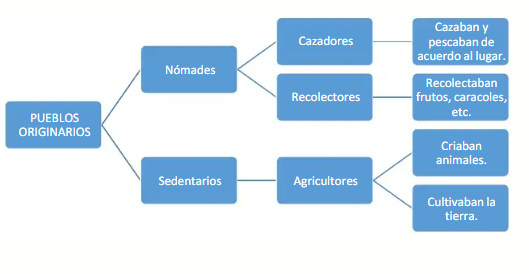 PUEBLOS
ORIGINARIOS
Nómades
Cazadores
Cazaban y
pescaban de
acuerdo al lugar.
Recolectores
Recolectaban
frutos, caracoles,
etc.
Sedentarios
Agricultores
Criaban
animales.
Cultivaban la
tierra.